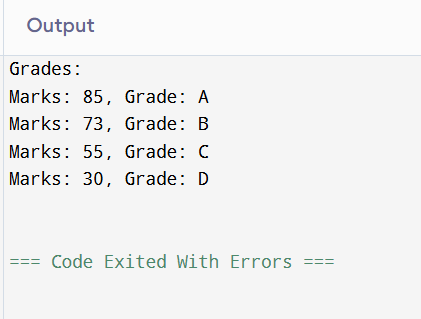 Output
Grades:
Marks: 85, Grade: A
Marks: 73, Grade: B
Marks: 55, Grade: C
Marks: 30, Grade: D
=== Code Exited With Errors ===